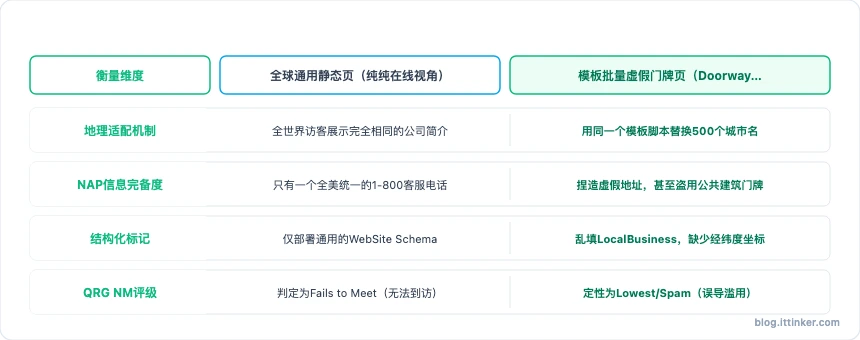 衡量维度
全球通用静态页（纯纯在线视角）
模板批量虚假门牌页（Doorway...
地理适配机制
全世界访客展示完全相同的公司简介
用同一个模板脚本替换500个城市名
NAP信息完备度
只有一个全美统一的1-800客服电话
捏造虚假地址，甚至盗用公共建筑门牌
结构化标记
仅部署通用的WebSite Schema
乱填LocalBusiness，缺少经纬度坐标
QRG NM评级
判定为Fails to Meet（无法到访）
定性为Lowest/Spam（误导滥用）
blog.ittinker.com